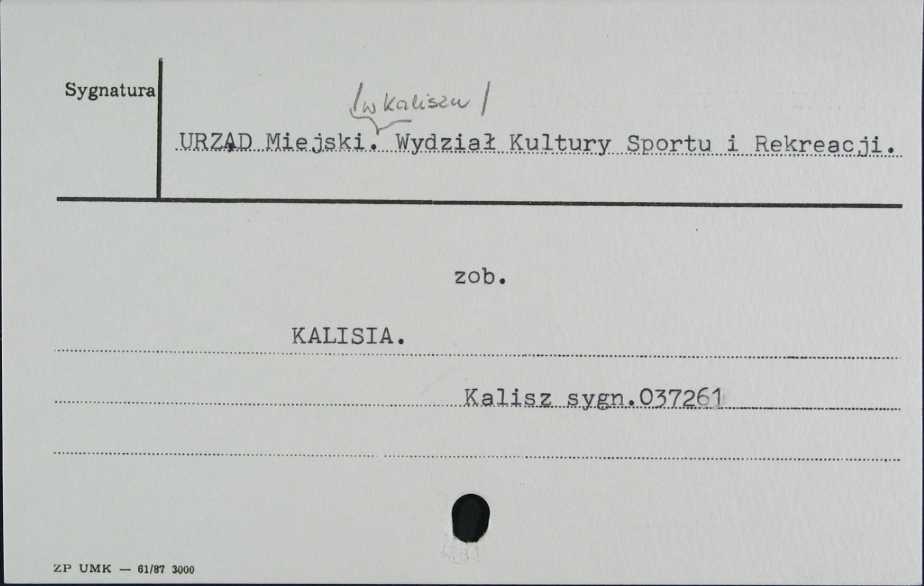 Sygnatura
/w Kaliszu/
URZĄD Miejski. Wydział Kultury Sportu i Rekreacji.
zob.
KALISIA.
Kalisz sygn.037261
ZP UMK — 61/87 3000